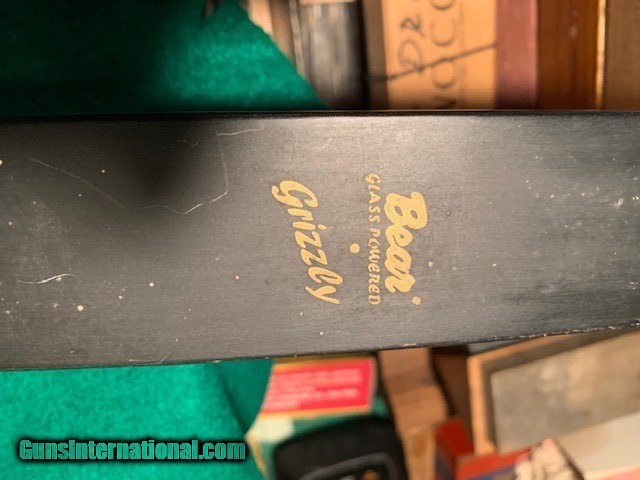 Bear
GLASS POWERED
Grizzly
GunsInternational.com